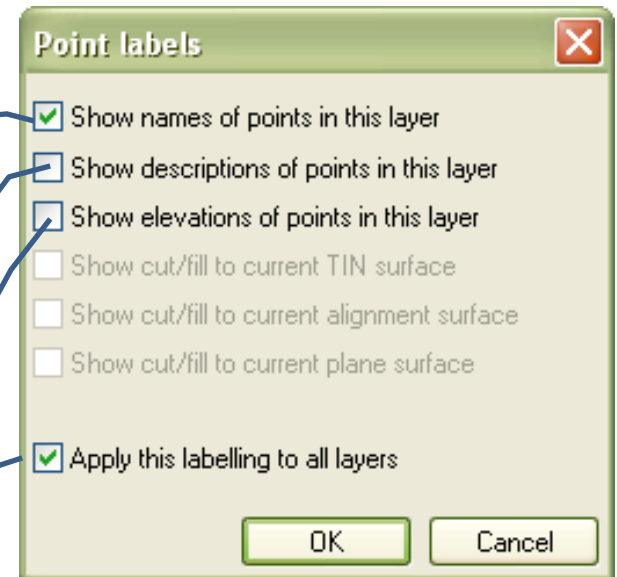 Point labels
Show names of points in this layer
Show descriptions of points in this layer
Show elevations of points in this layer
Show cut/fill to current TIN surface
Show cut/fill to current alignment surface
Show cut/fill to current plane surface
Apply this labelling to all layers
OK Cancel